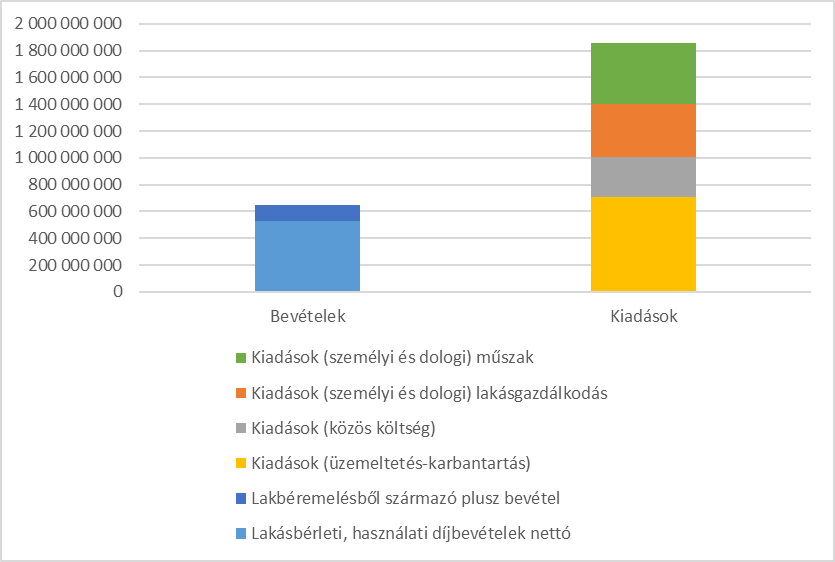 2 000 000 000
1 800 000 000
1 600 000 000
1 400 000 000
1 200 000 000
1 000 000 000
800 000 000
600 000 000
400 000 000
200 000 000
0
Bevételek Kiadások
Kiadások (személyi és dologi) műszak
Kiadások (személyi és dologi) lakásgazdálkodás
Kiadások (közös költség)
Kiadások (üzemeltetés-karbantartás)
Lakbéremelésből származó plusz bevétel
Lakásbérleti, használati díjbevételek nettó